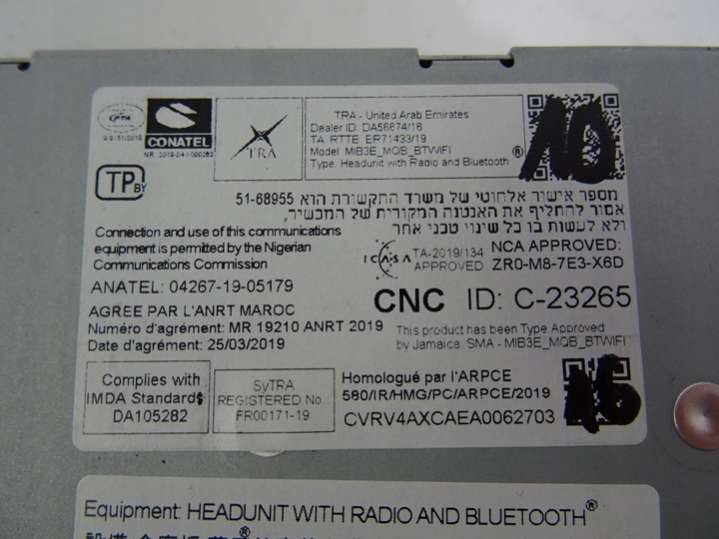 CONATEL
TRA
TRA - United Arab Emirates
Dealer ID: DA56674/16
TA RTTE ER71433/19
Model: MIB3E_MQB_BTWIFI
Type: Headunit with Radio and Bluetooth®
10
TP BY
מספר אישור אלחוטי של משרד התקשורת הוא 51-68955
אסור להחליף את האנטנה המקורית של המכשיר,
ולא לעשות בו כל שינוי טכני אחר
Connection and use of this communications
equipment is permitted by the Nigerian
Communications Commission
ICASA TA-2019/134
APPROVED
NCA APPROVED:
ZR0-M8-7E3-X6D
ANATEL: 04267-19-05179
CNC ID: C-23265
AGREE PAR L'ANRT MAROC
Numéro d'agrément: MR 19210 ANRT 2019
Date d'agrément: 25/03/2019
This product has been Type Approved
by Jamaica: SMA - MIB3E_MQB_BTWIFI
Complies with
IMDA Standards
DA105282
SyTRA
REGISTERED No.:
FR00171-19
Homologué par l'ARPCE
580/IR/HMG/PC/ARPCE/2019
CVRV4AXCAEA0062703
Equipment: HEADUNIT WITH RADIO AND BLUETOOTH®